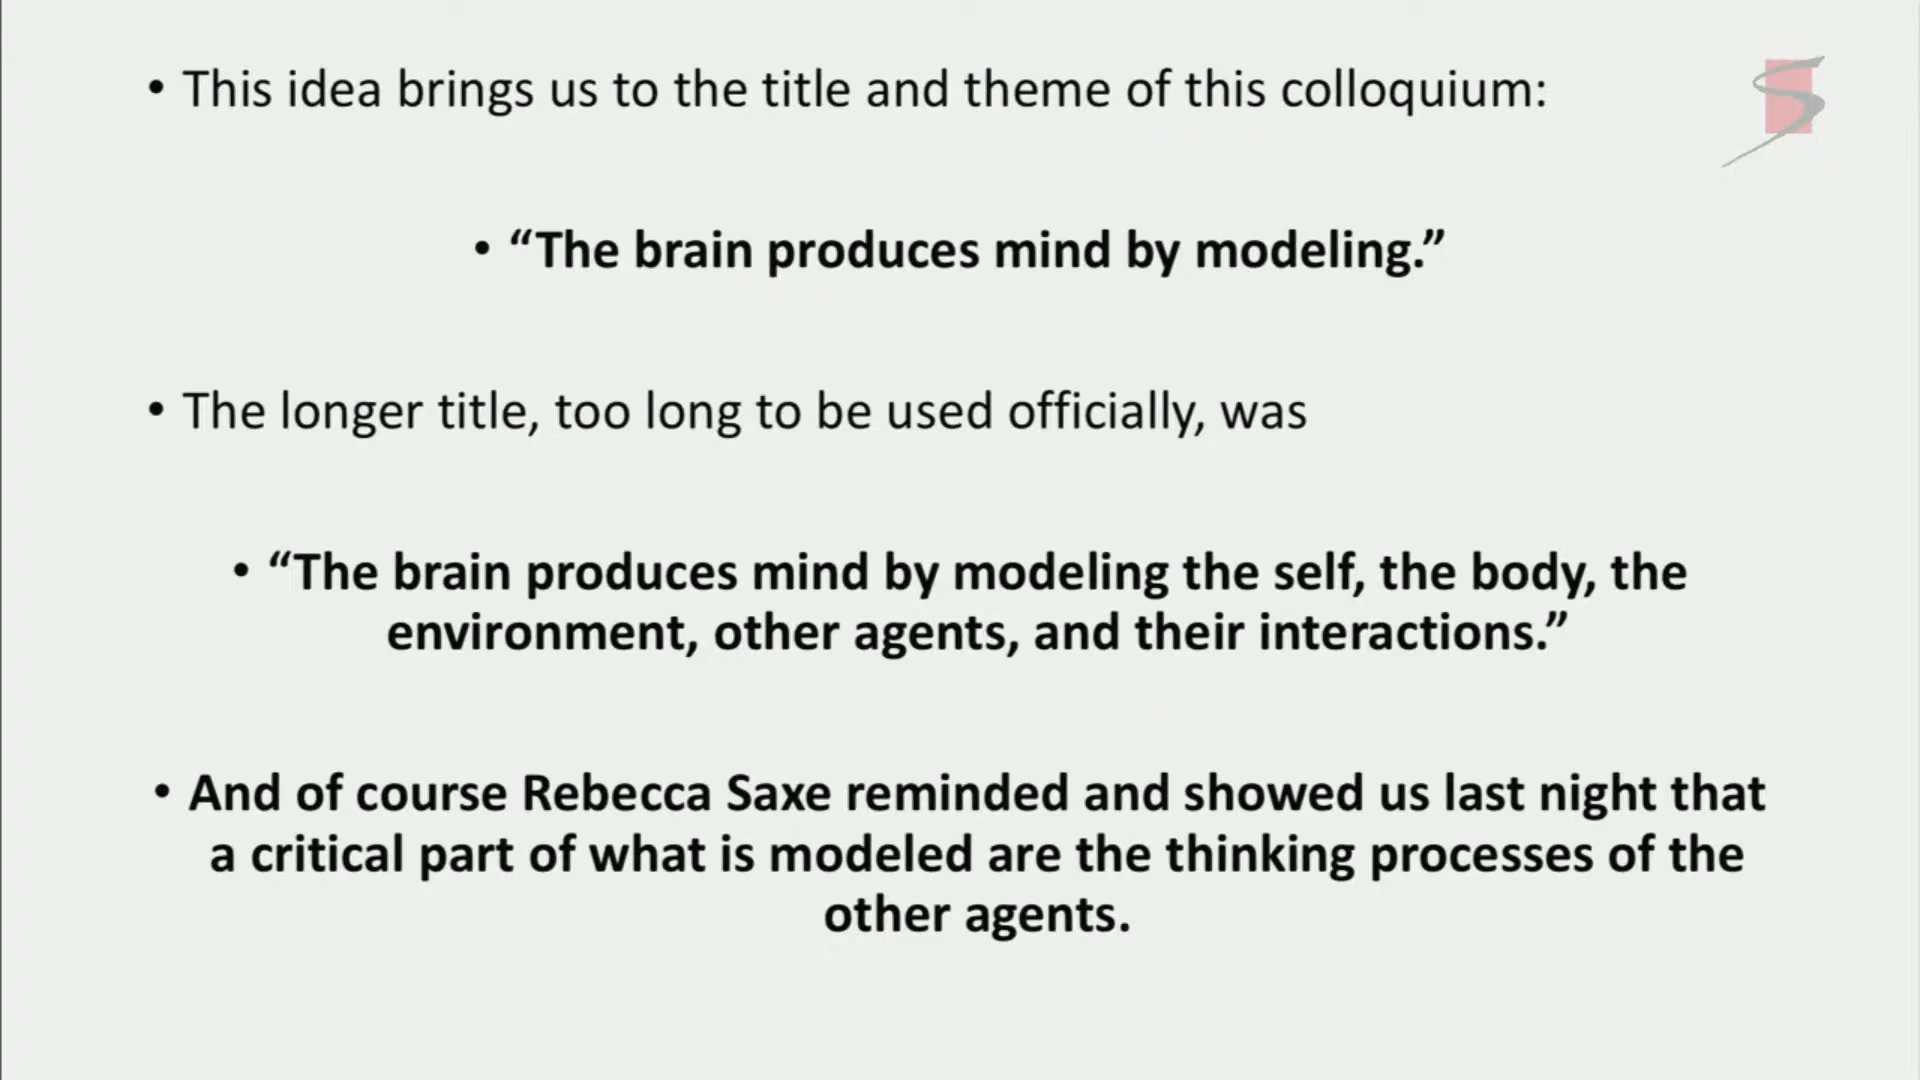 • This idea brings us to the title and theme of this colloquium:
• “The brain produces mind by modeling.”
• The longer title, too long to be used officially, was
• “The brain produces mind by modeling the self, the body, the
environment, other agents, and their interactions.”
• And of course Rebecca Saxe reminded and showed us last night that
a critical part of what is modeled are the thinking processes of the
other agents.